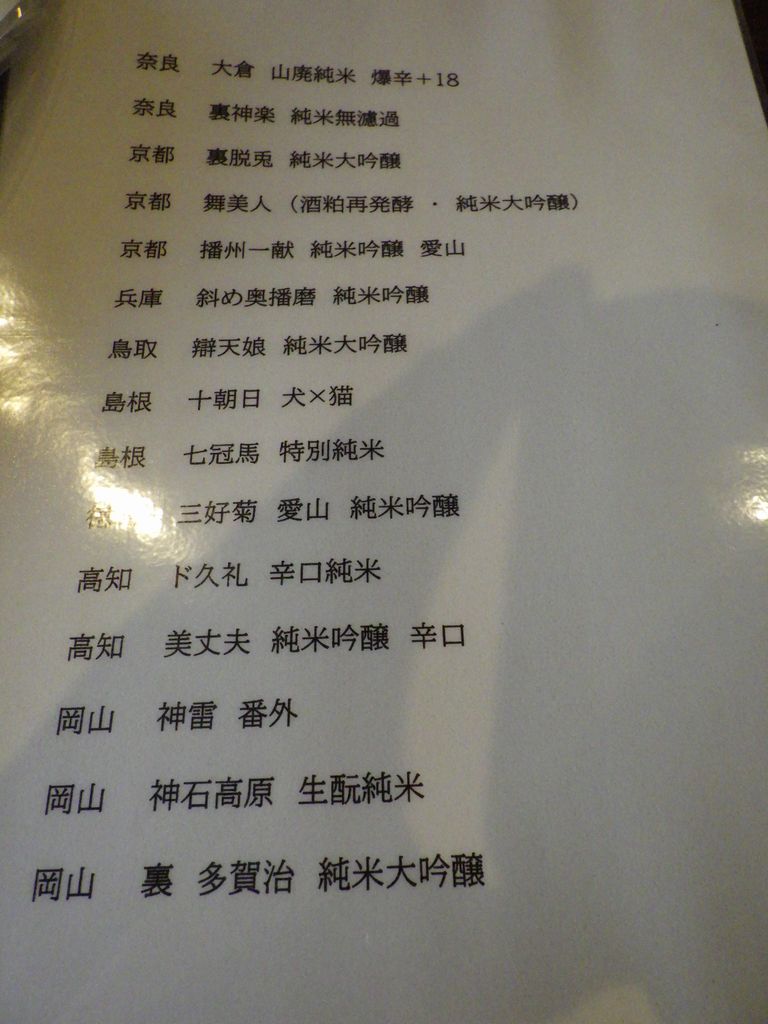 奈良 大倉 山廃純米 爆辛＋18
奈良 裏神楽 純米無濾過
京都 裏脱兎 純米大吟醸
京都 舞美人 （酒粕再発酵 ・ 純米大吟醸）
京都 播州一献 純米吟醸 愛山
兵庫 斜め奥播磨 純米吟醸
鳥取 辯天娘 純米大吟醸
島根 十朝日 犬×猫
島根 七冠馬 特別純米
三好菊 愛山 純米吟醸
高知 ド久礼 辛口純米
高知 美丈夫 純米吟醸 辛口
岡山 神雷 番外
岡山 神石高原 生酛純米
岡山 裏 多賀治 純米大吟醸